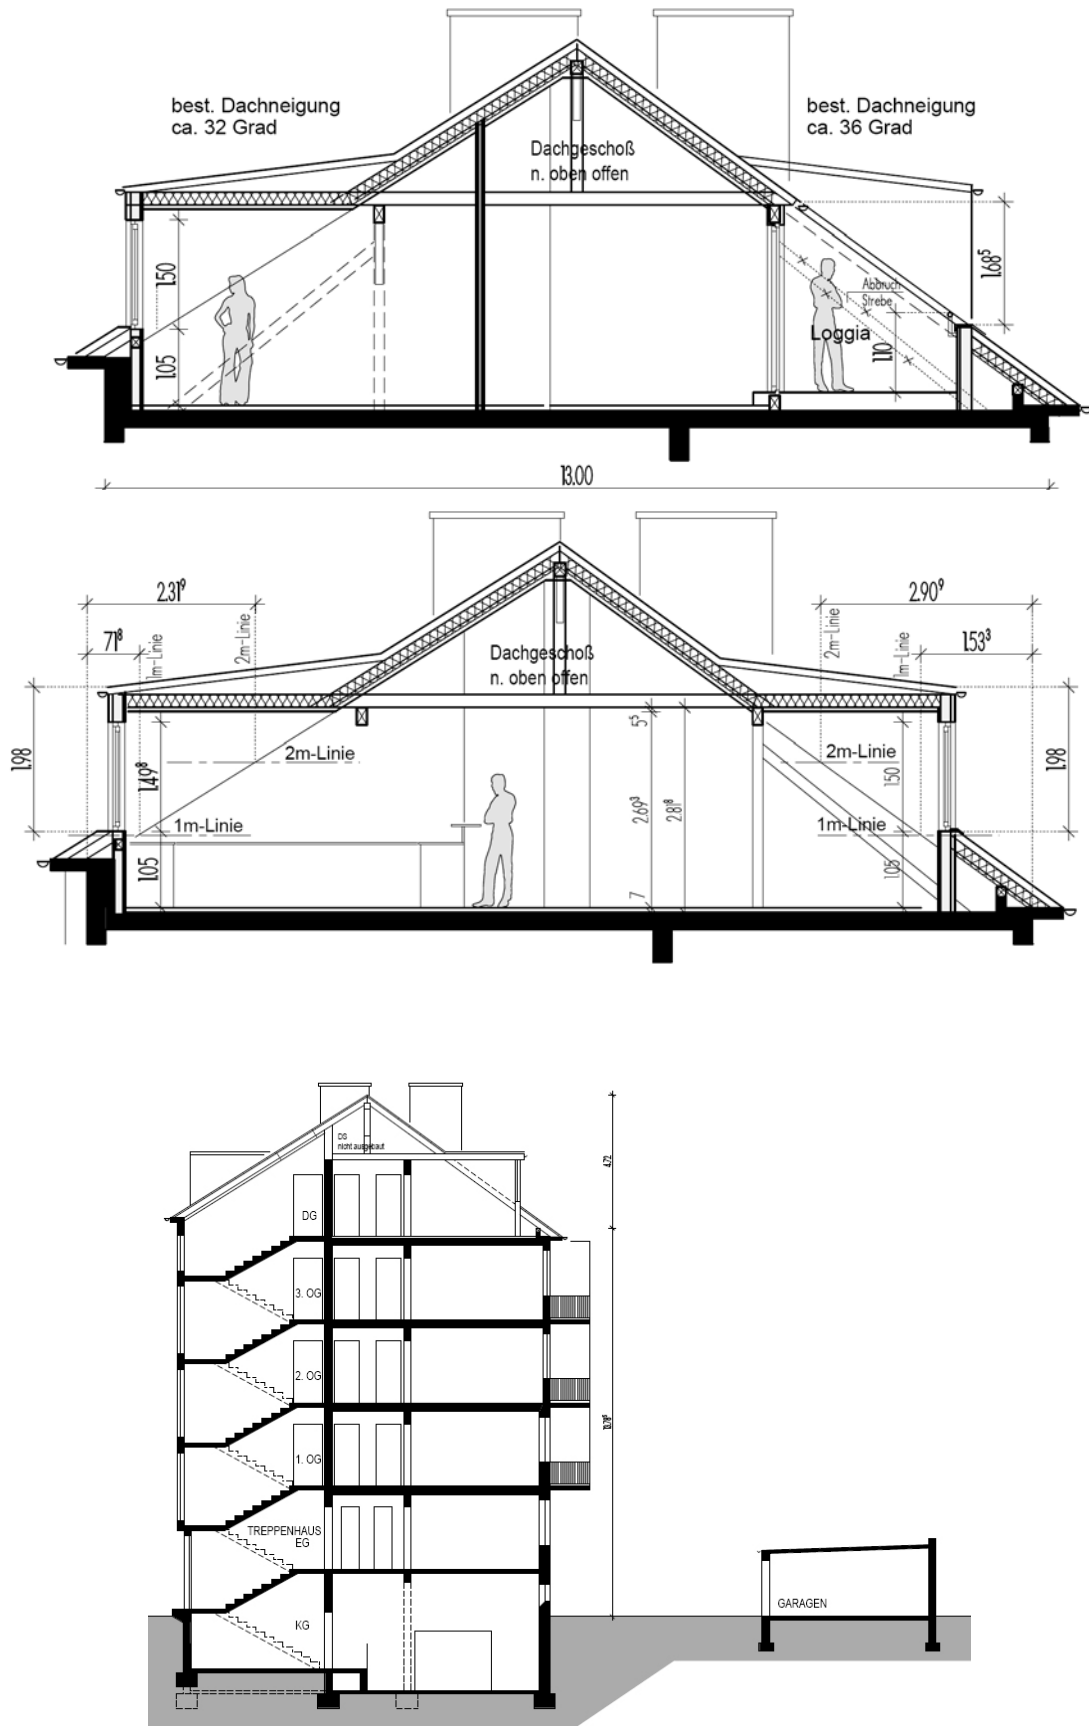 best. Dachneigung
ca. 32 Grad
best. Dachneigung
ca. 36 Grad
Dachgeschoß
n. oben offen
1.50
1.05
Abbruch
Strebe
Loggia
1.10
1.68⁵
13.00
2.31⁹
71⁸
1m-Linie
2m-Linie
2.90⁹
1.53³
2m-Linie
1m-Linie
Dachgeschoß
n. oben offen
1.98
1.49⁸
1.05
2m-Linie
1m-Linie
5⁵
2.69³
2.81⁸
7
2m-Linie
1m-Linie
1.50
1.05
1.98
DG
nicht ausgebaut
4.72
DG
3. OG
2. OG
1. OG
TREPPENHAUS
EG
KG
GARAGEN